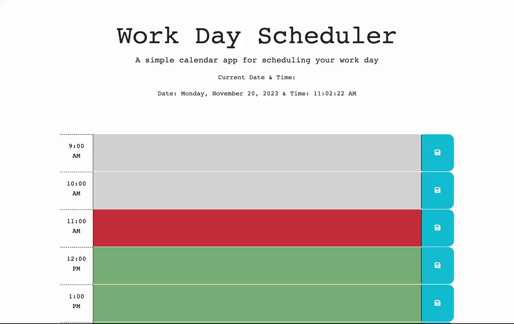 Work Day Scheduler
A simple calendar app for scheduling your work day
Current Date & Time:
Date: Monday, November 20, 2023 & Time: 11:02:22 AM
9:00
AM
10:00
AM
11:00
AM
12:00
PM
1:00
PM